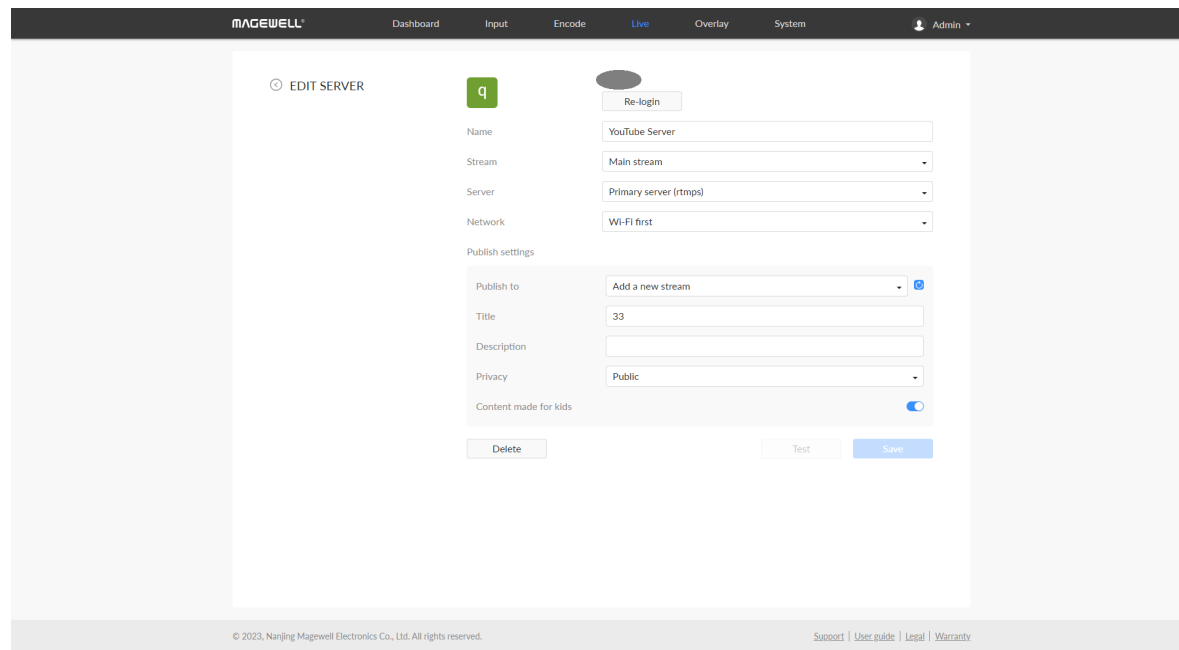 MAGEWELL® Dashboard Input Encode Live Overlay System Admin
EDIT SERVER
q
Re-login
Name YouTube Server
Stream Main stream
Server Primary server (rtmps)
Network Wi-Fi first
Publish settings
Publish to Add a new stream
Title 33
Description
Privacy Public
Content made for kids
Delete Test Save
© 2023, Nanjing Magewell Electronics Co., Ltd. All rights reserved. Support | User guide | Legal | Warranty